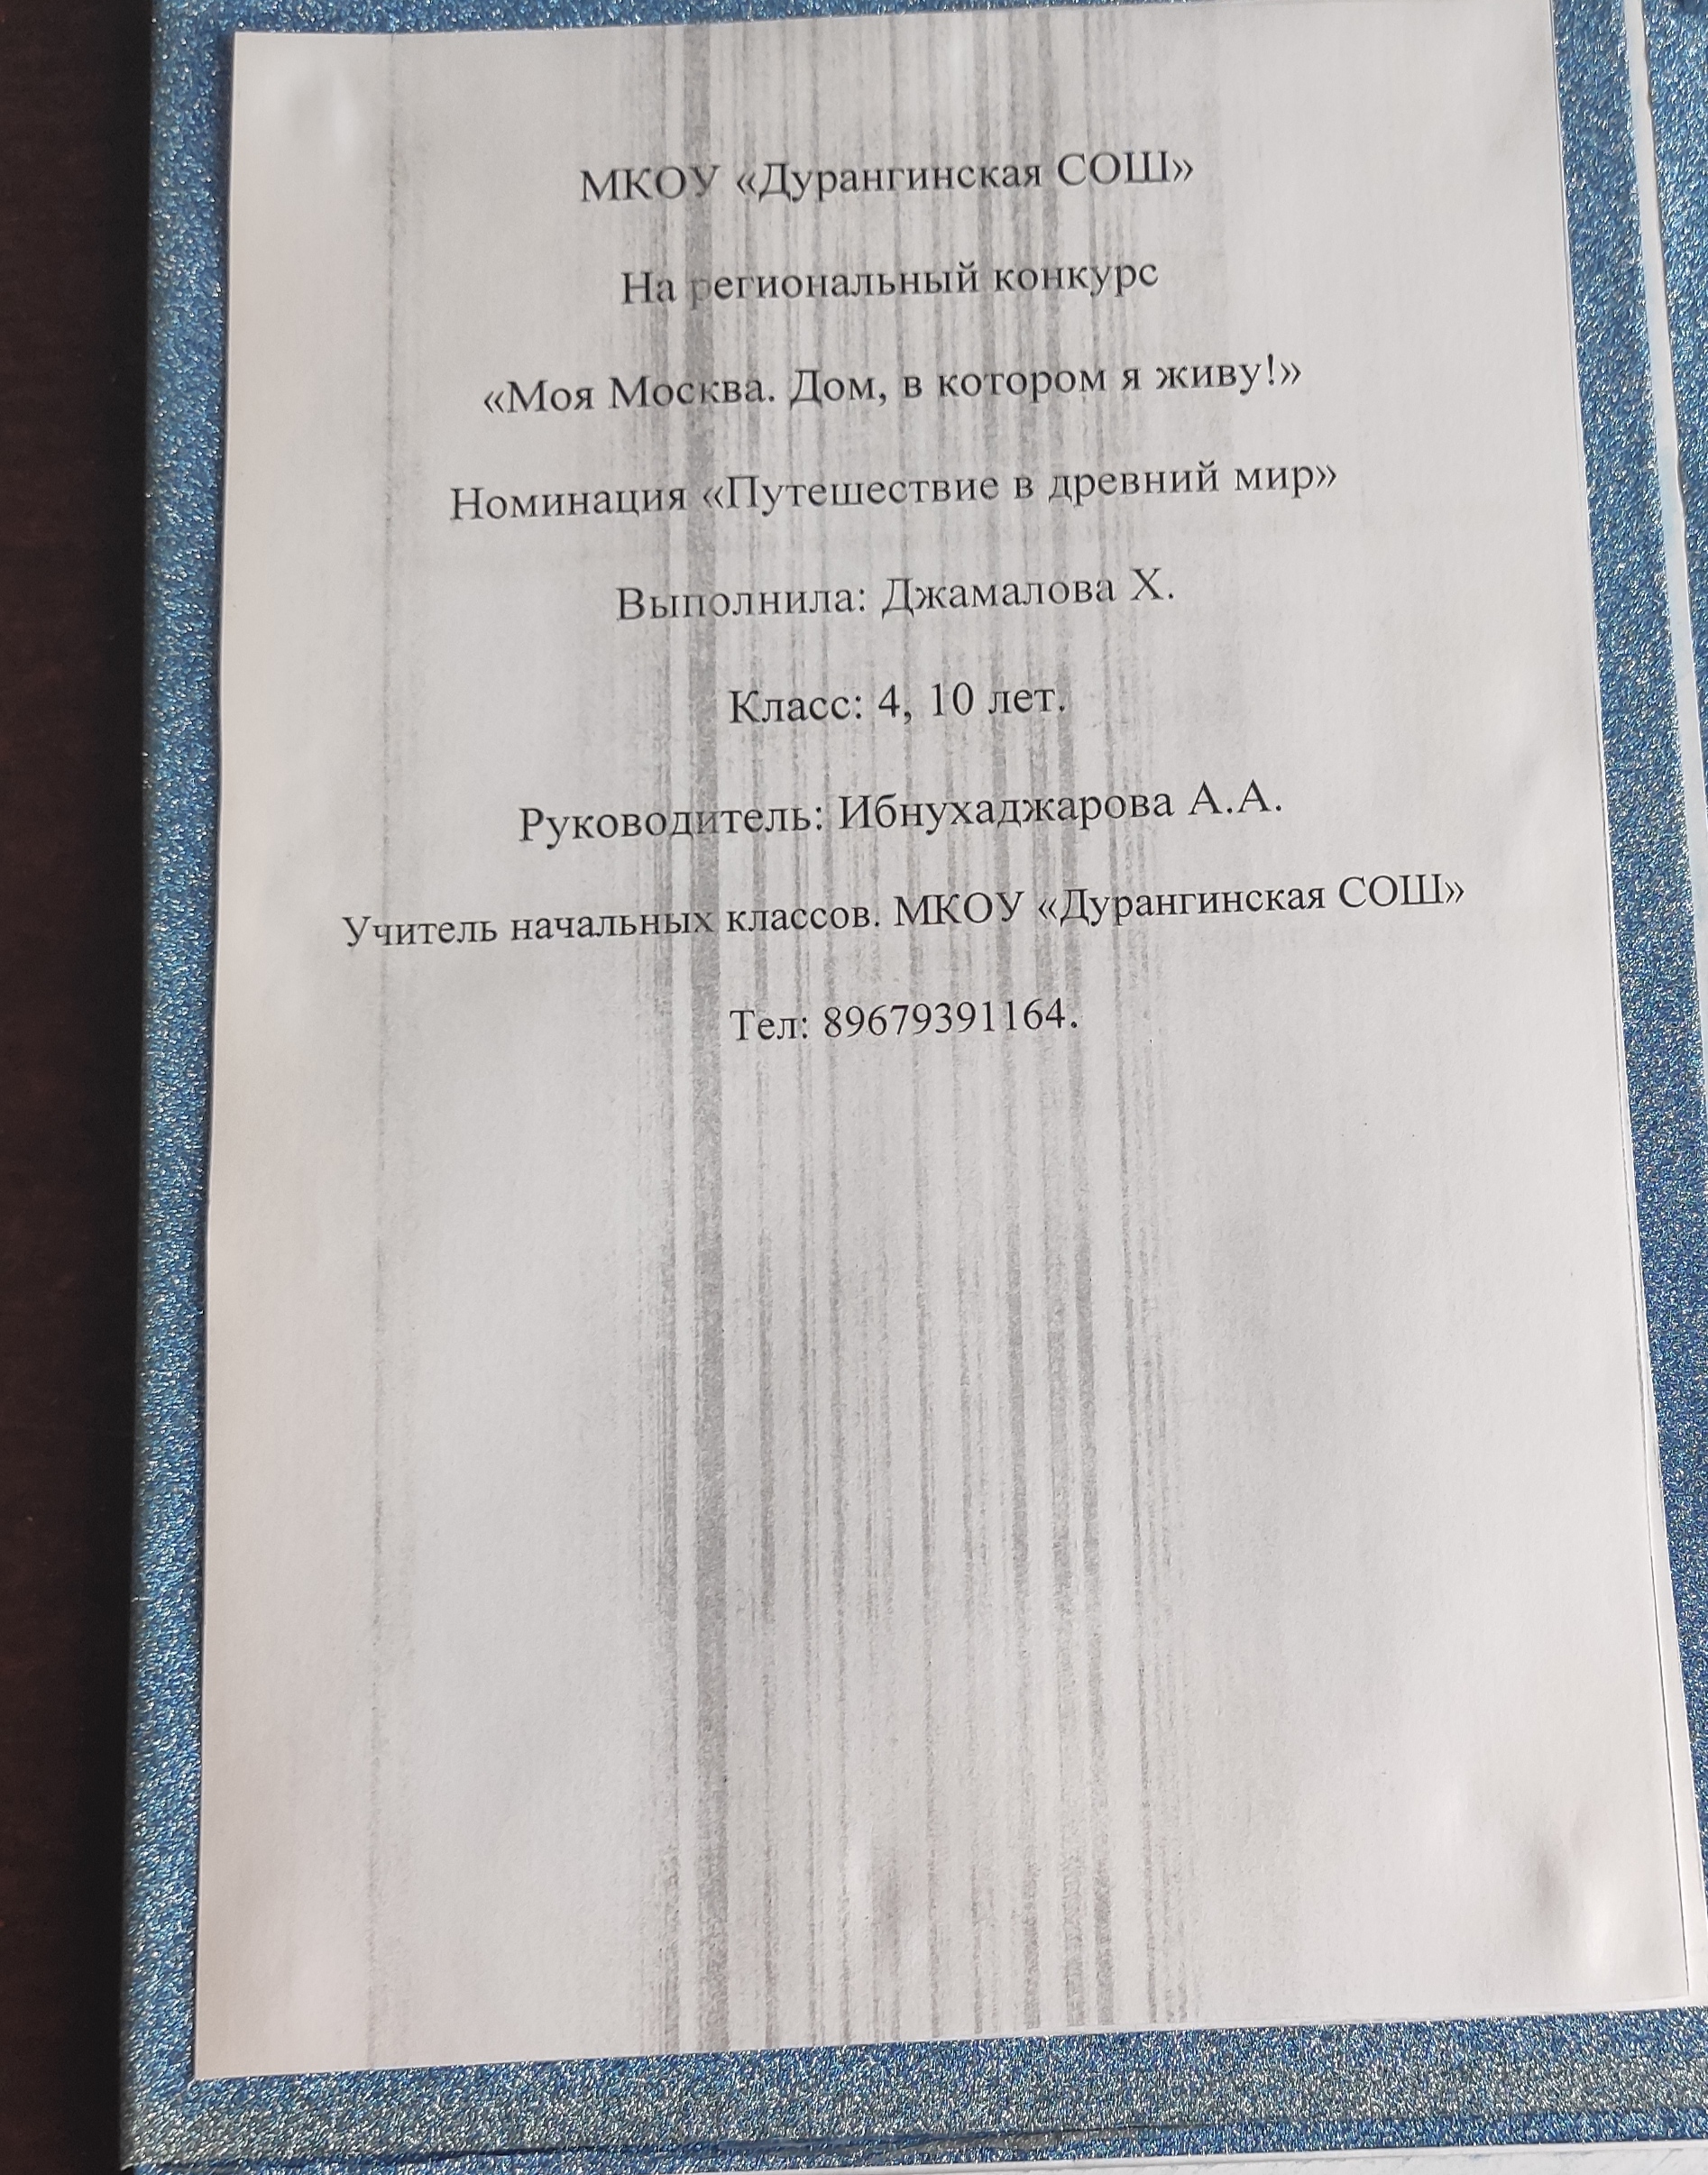 МКОУ «Дурангинская СОШ»
На региональный конкурс
«Моя Москва. Дом, в котором я живу!»
Номинация «Путешествие в древний мир»
Выполнила: Джамалова Х.
Класс: 4, 10 лет.
Руководитель: Ибнухаджарова А.А.
Учитель начальных классов. МКОУ «Дурангинская СОШ»
Тел: 89679391164.